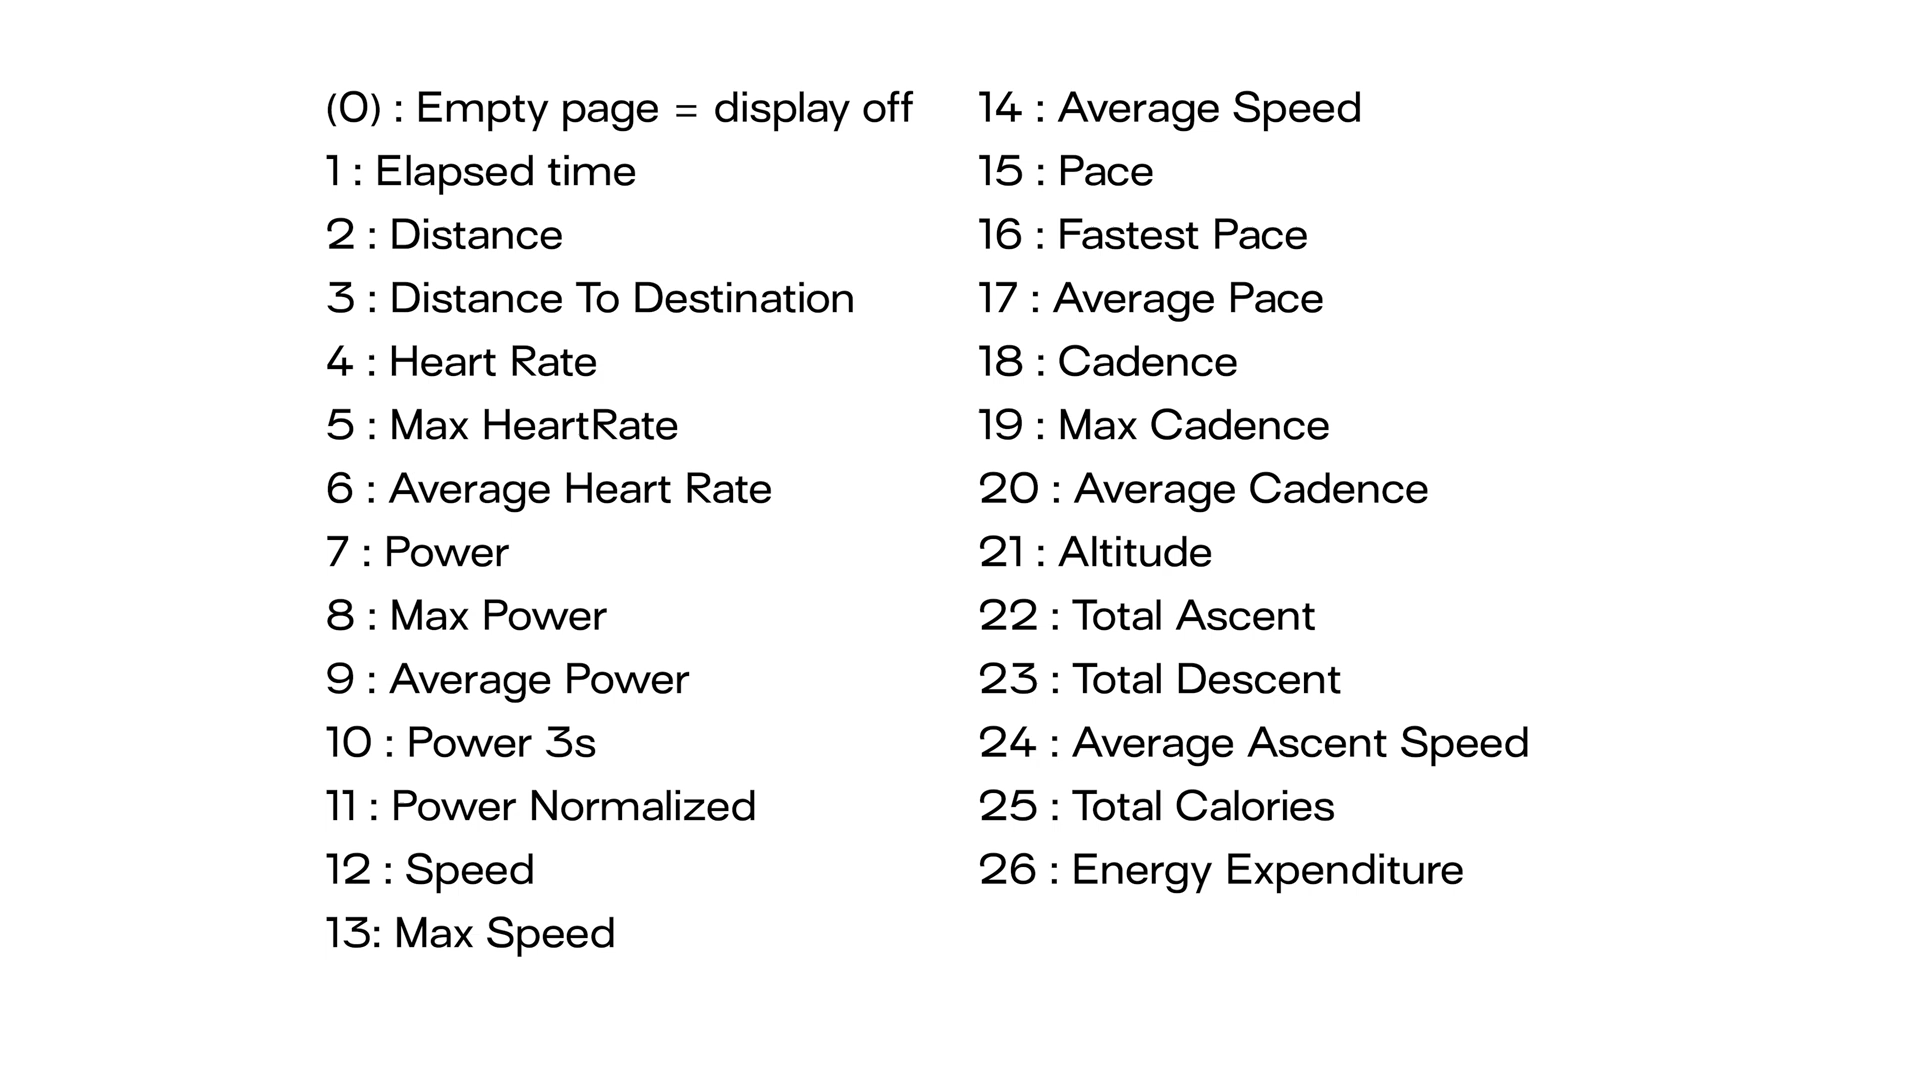 (0) : Empty page = display off
1 : Elapsed time
2 : Distance
3 : Distance To Destination
4 : Heart Rate
5 : Max HeartRate
6 : Average Heart Rate
7 : Power
8 : Max Power
9 : Average Power
10 : Power 3s
11 : Power Normalized
12 : Speed
13: Max Speed
14 : Average Speed
15 : Pace
16 : Fastest Pace
17 : Average Pace
18 : Cadence
19 : Max Cadence
20 : Average Cadence
21 : Altitude
22 : Total Ascent
23 : Total Descent
24 : Average Ascent Speed
25 : Total Calories
26 : Energy Expenditure